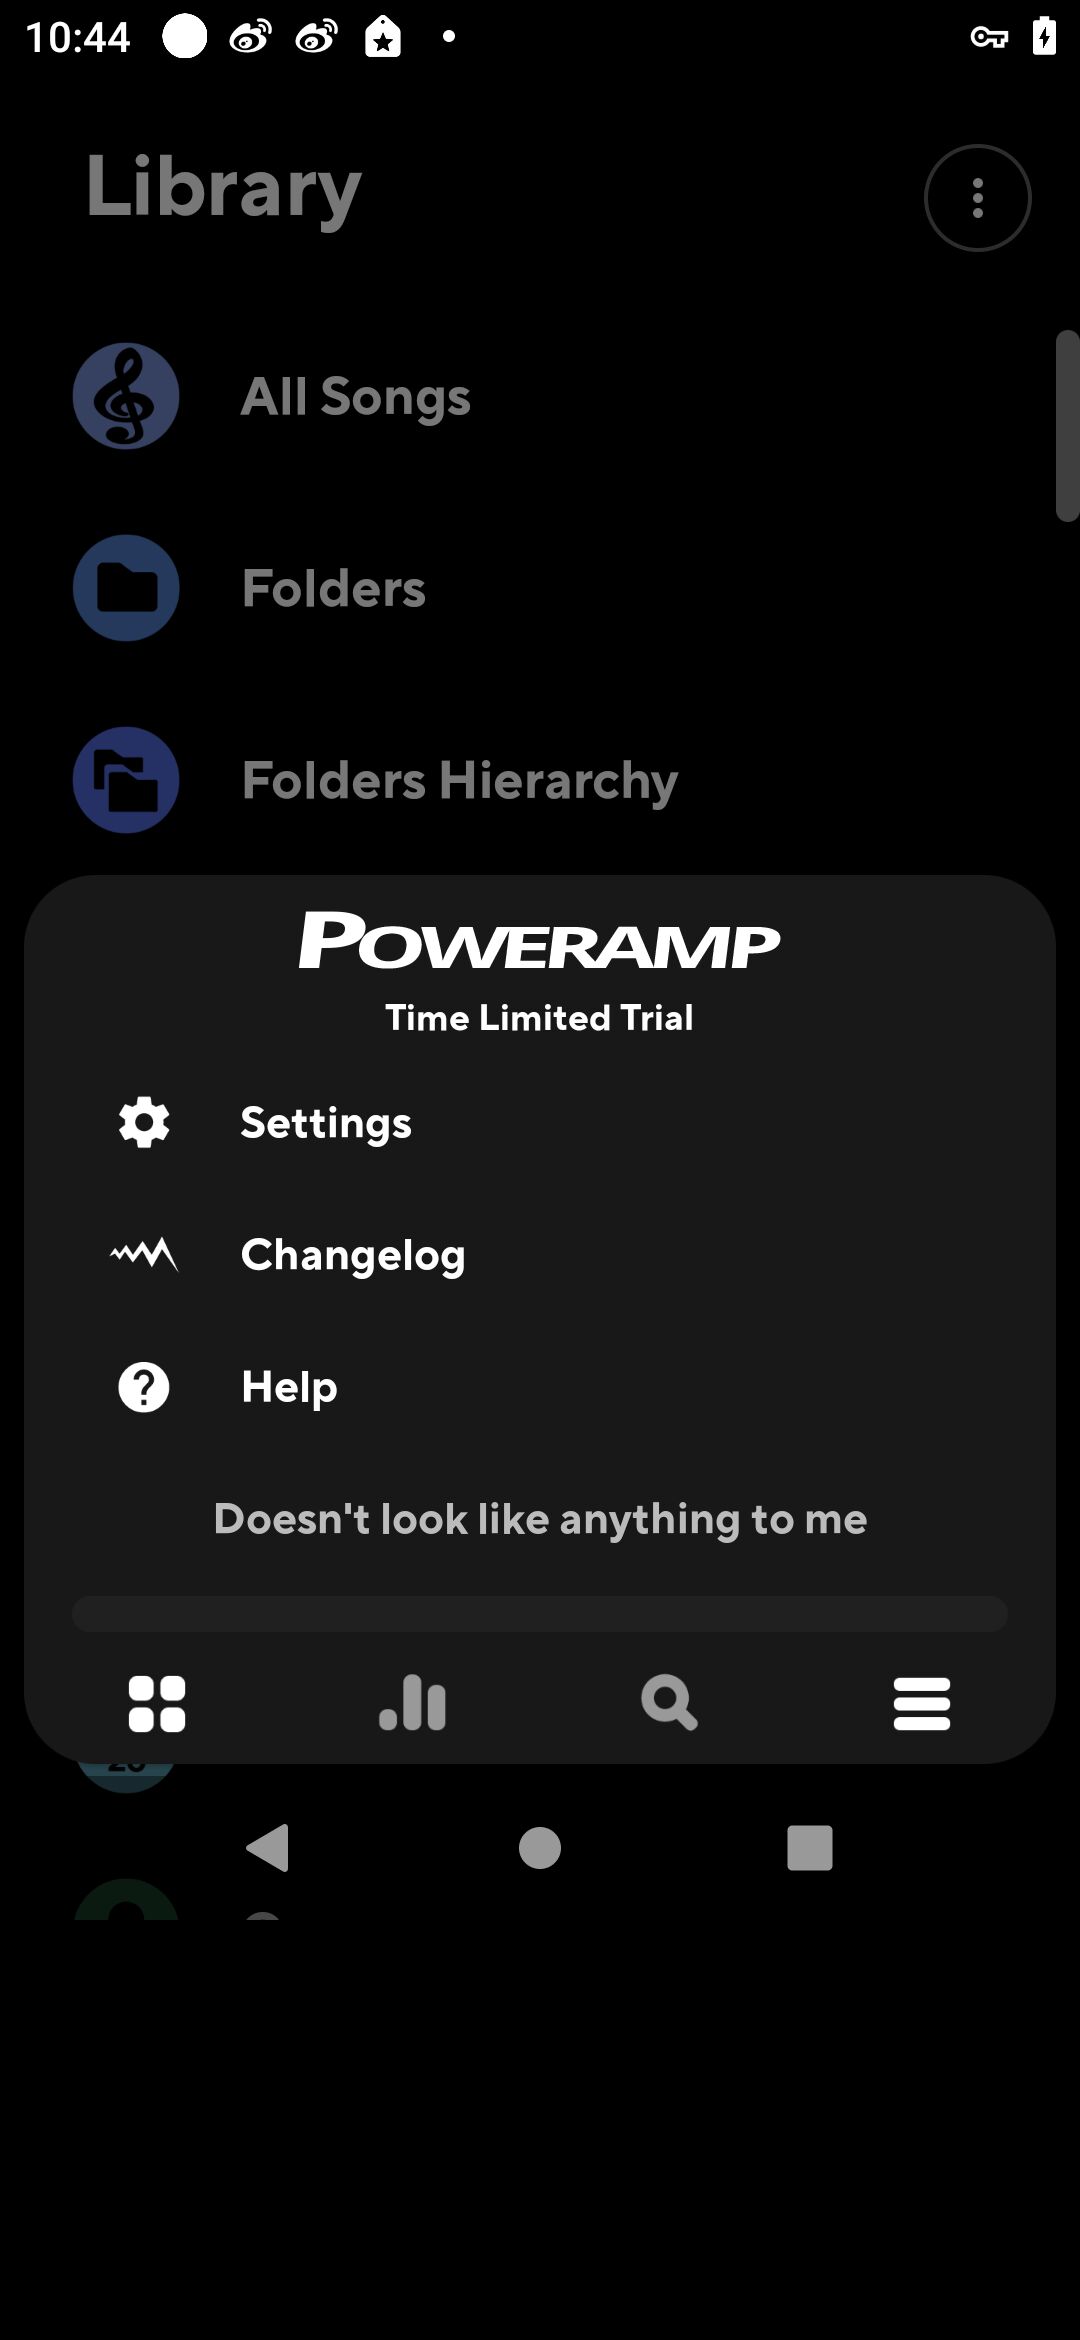 10:44
Library
All Songs
Folders
Folders Hierarchy
POWERAMP
Time Limited Trial
Settings
Changelog
Help
Doesn't look like anything to me